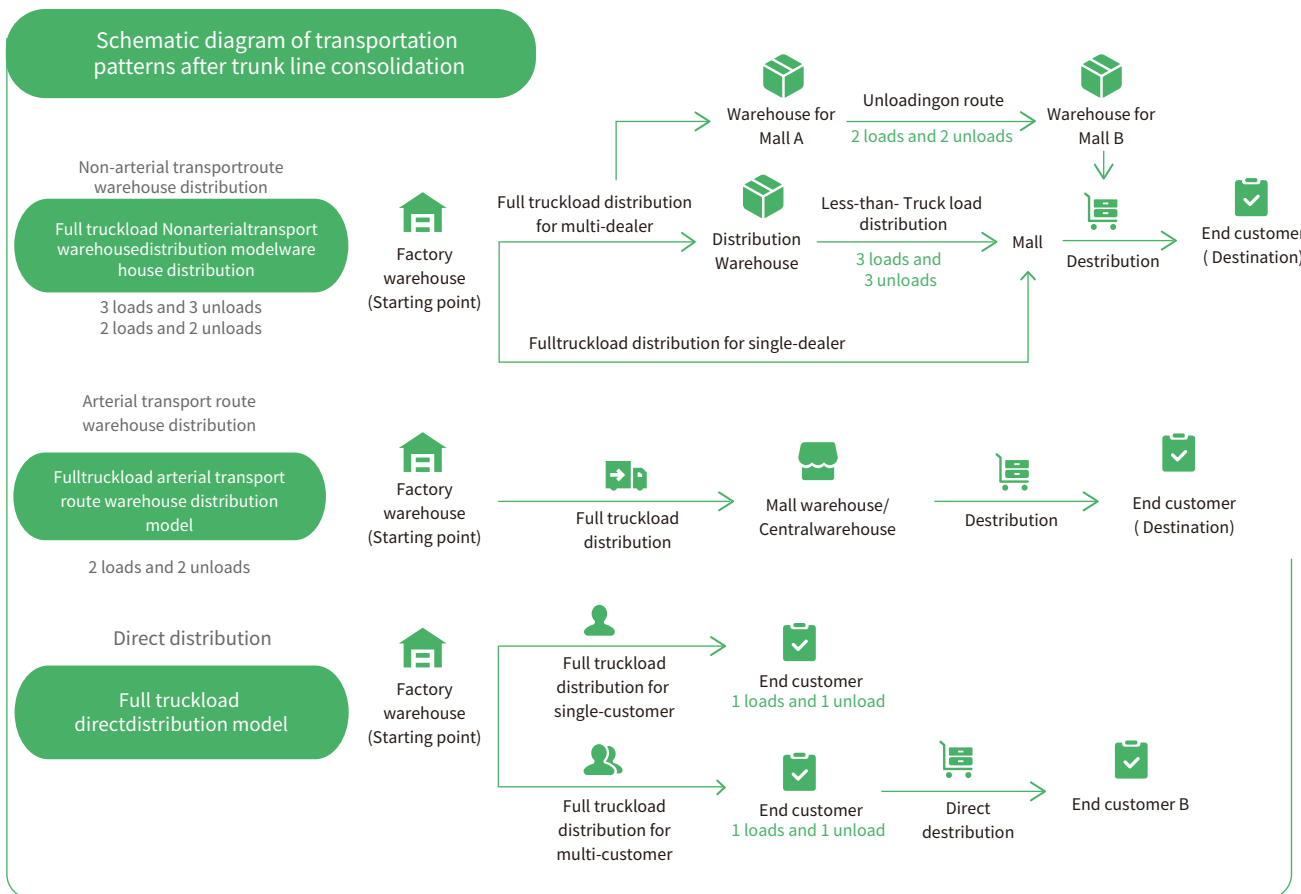 Schematic diagram of transportation
patterns after trunk line consolidation
Non-arterial transportroute
warehouse distribution
Full truckload Nonarterialtransport
warehousedistribution modelware
house distribution
3 loads and 3 unloads
2 loads and 2 unloads
Factory
warehouse
(Starting point)
Full truckload distribution
for multi-dealer
Warehouse for
Mall A
Unloadingon route
2 loads and 2 unloads
Warehouse for
Mall B
Distribution
Warehouse
Less-than- Truck load
distribution
3 loads and
3 unloads
Mall
Destribution
End customer
( Destination)
Fulltruckload distribution for single-dealer
Arterial transport route
warehouse distribution
Fulltruckload arterial transport
route warehouse distribution
model
2 loads and 2 unloads
Factory
warehouse
(Starting point)
Full truckload
distribution
Mall warehouse/
Centralwarehouse
Destribution
End customer
( Destination)
Direct distribution
Full truckload
directdistribution model
Factory
warehouse
(Starting point)
Full truckload
distribution for
single-customer
End customer
1 loads and 1 unload
Full truckload
distribution for
multi-customer
End customer
1 loads and 1 unload
Direct
destribution
End customer B